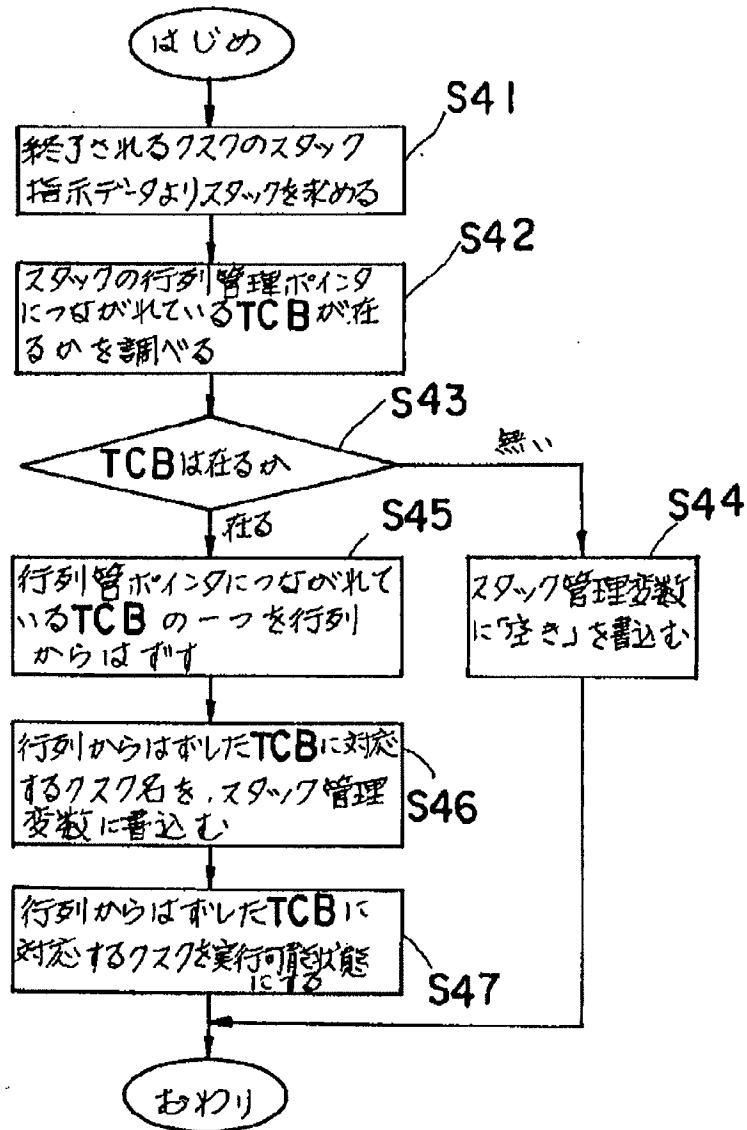 はじめ
S41
終了されるタスクのスタック
指示データよりスタックを求める
S42
スタックの行列管理ポインタ
につながれているTCBが在
るかを調べる
S43
TCBは在るか
無い
在る
S45
行列管ポインタにつながれて
いるTCBの一つを行列
からはずす
S44
スタック管理変数
に「空き」を書込む
行列からはずしたTCBに対応
するタスク名を、スタック管理
変数に書込む
S46
行列からはずしたTCBに
対応するタスクを実行可能状態
にする
S47
おわり